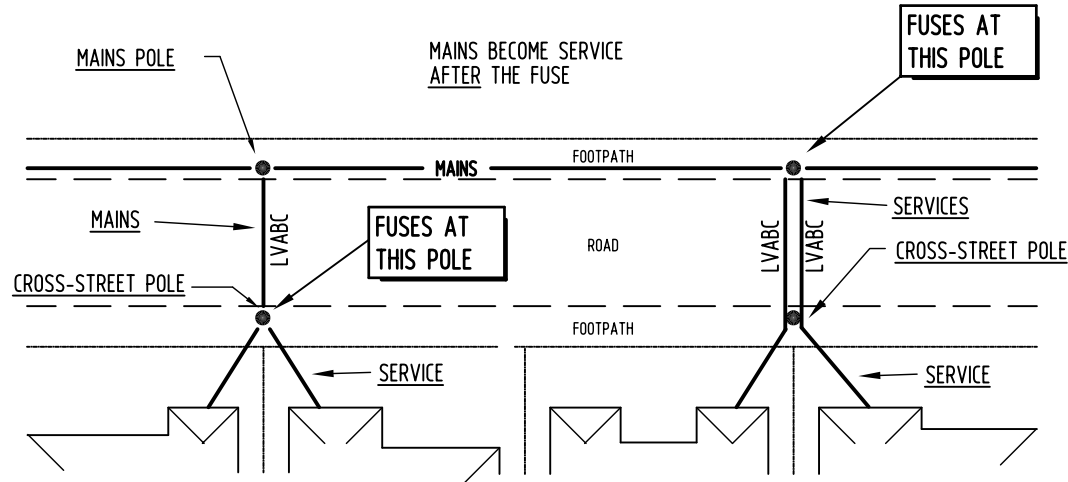 MAINS POLE
MAINS BECOME SERVICE
AFTER THE FUSE
FUSES AT
THIS POLE
FOOTPATH
MAINS
MAINS
LVABC
FUSES AT
THIS POLE
ROAD
LVABC
LVABC
SERVICES
CROSS-STREET POLE
CROSS-STREET POLE
FOOTPATH
SERVICE
SERVICE